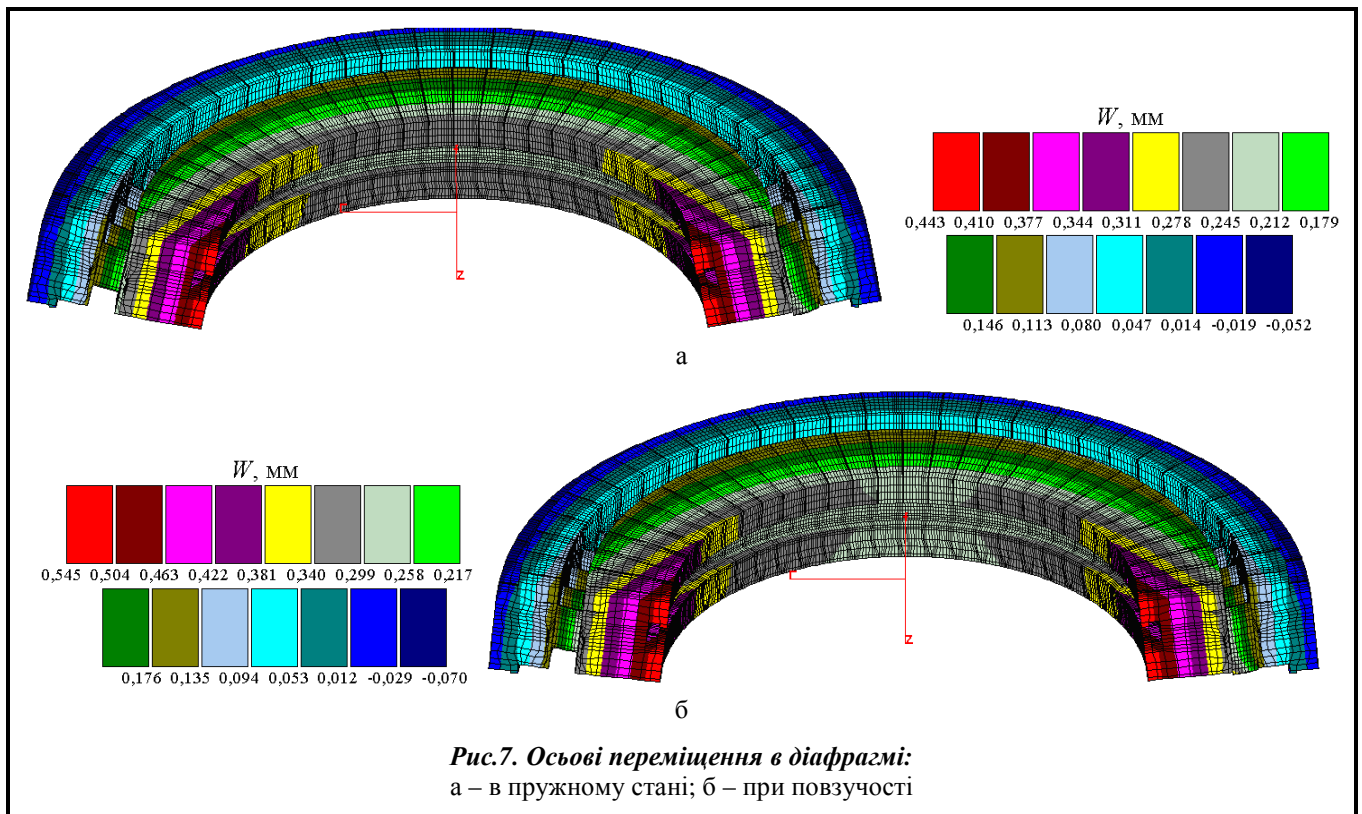 W, мм
0,443 0,410 0,377 0,344 0,311 0,278 0,245 0,212 0,179
0,146 0,113 0,080 0,047 0,014 -0,019 -0,052
r
z
а
W, мм
0,545 0,504 0,463 0,422 0,381 0,340 0,299 0,258 0,217
0,176 0,135 0,094 0,053 0,012 -0,029 -0,070
r
z
б
Рис.7. Осьові переміщення в діафрагмі:
а – в пружному стані; б – при повзучості